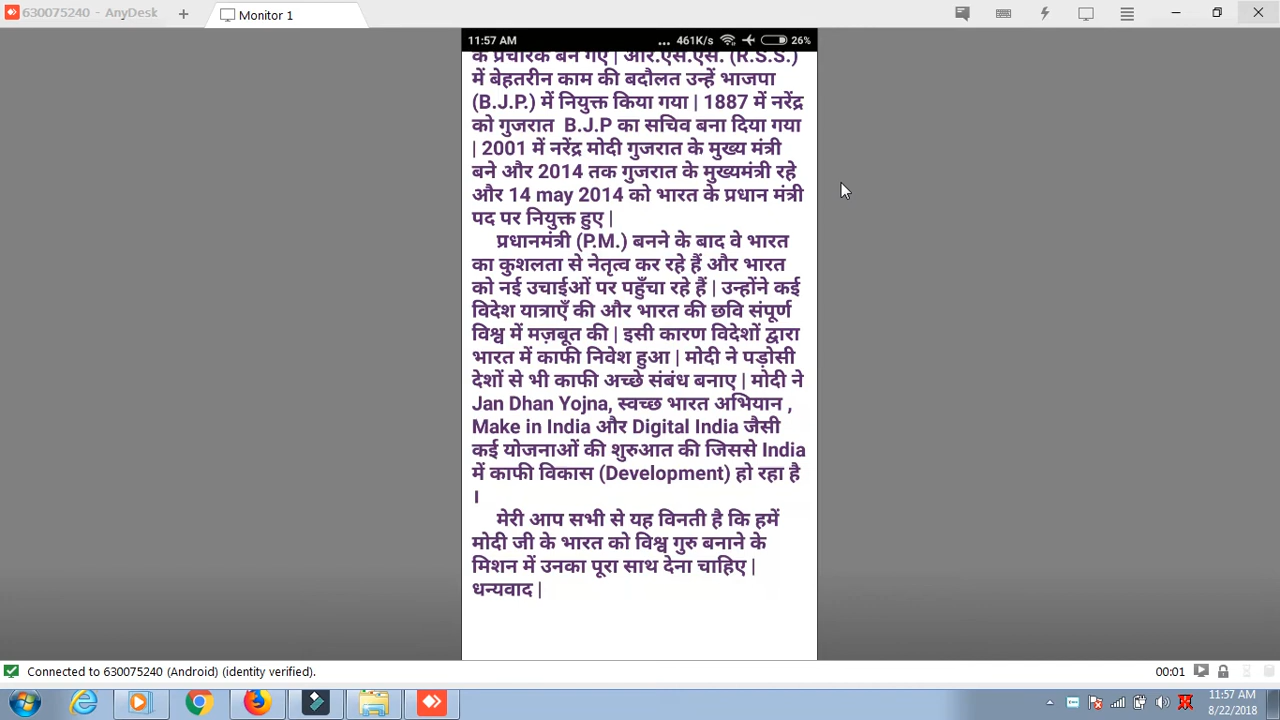 630075240 - AnyDesk
Monitor 1
11:57 AM
... 461K/s
26%
के प्रचारक बन गए | आर.एस.एस. (R.S.S.)
में बेहतरीन काम की बदौलत उन्हें भाजपा
(B.J.P.) में नियुक्त किया गया | 1887 में नरेंद्र
को गुजरात B.J.P का सचिव बना दिया गया
| 2001 में नरेंद्र मोदी गुजरात के मुख्य मंत्री
बने और 2014 तक गुजरात के मुख्यमंत्री रहे
और 14 may 2014 को भारत के प्रधान मंत्री
पद पर नियुक्त हुए |
प्रधानमंत्री (P.M.) बनने के बाद वे भारत
का कुशलता से नेतृत्व कर रहे हैं और भारत
को नई उचाईओं पर पहुँचा रहे हैं | उन्होंने कई
विदेश यात्राएँ की और भारत की छवि संपूर्ण
विश्व में मज़बूत की | इसी कारण विदेशों द्वारा
भारत में काफी निवेश हुआ | मोदी ने पड़ोसी
देशों से भी काफी अच्छे संबंध बनाए | मोदी ने
Jan Dhan Yojna, स्वच्छ भारत अभियान ,
Make in India और Digital India जैसी
कई योजनाओं की शुरुआत की जिससे India
में काफी विकास (Development) हो रहा है
।
मेरी आप सभी से यह विनती है कि हमें
मोदी जी के भारत को विश्व गुरु बनाने के
मिशन में उनका पूरा साथ देना चाहिए |
धन्यवाद |
Connected to 630075240 (Android) (identity verified).
00:01
11:57 AM
8/22/2018